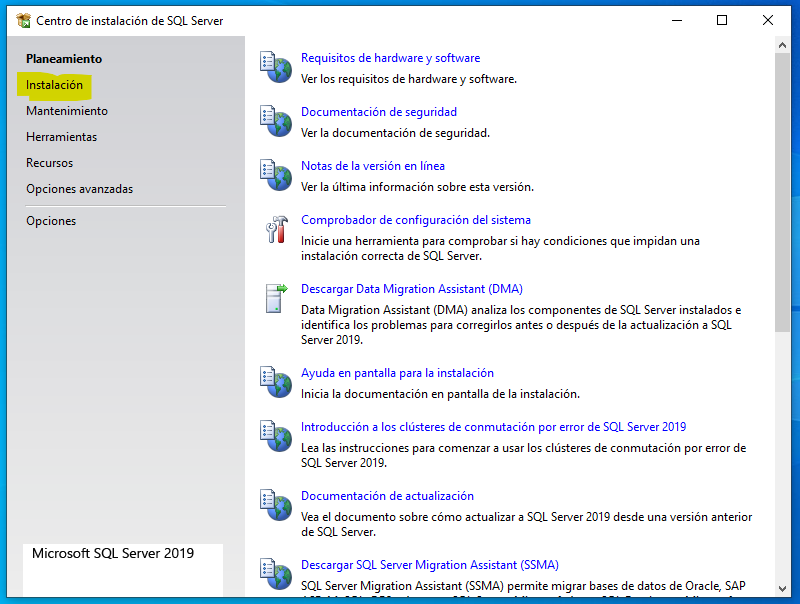 Centro de instalación de SQL Server
Planeamiento
Instalación
Mantenimiento
Herramientas
Recursos
Opciones avanzadas
Opciones
Microsoft SQL Server 2019
Requisitos de hardware y software
Ver los requisitos de hardware y software.
Documentación de seguridad
Ver la documentación de seguridad.
Notas de la versión en línea
Ver la última información sobre esta versión.
Comprobador de configuración del sistema
Inicie una herramienta para comprobar si hay condiciones que impidan una
instalación correcta de SQL Server.
Descargar Data Migration Assistant (DMA)
Data Migration Assistant (DMA) analiza los componentes de SQL Server instalados e
identifica los problemas para corregirlos antes o después de la actualización a SQL
Server 2019.
Ayuda en pantalla para la instalación
Inicia la documentación en pantalla de la instalación.
Introducción a los clústeres de conmutación por error de SQL Server 2019
Lea las instrucciones para comenzar a usar los clústeres de conmutación por error de
SQL Server 2019.
Documentación de actualización
Vea el documento sobre cómo actualizar a SQL Server 2019 desde una versión anterior
de SQL Server.
Descargar SQL Server Migration Assistant (SSMA)
SQL Server Migration Assistant (SSMA) permite migrar bases de datos de Oracle, SAP